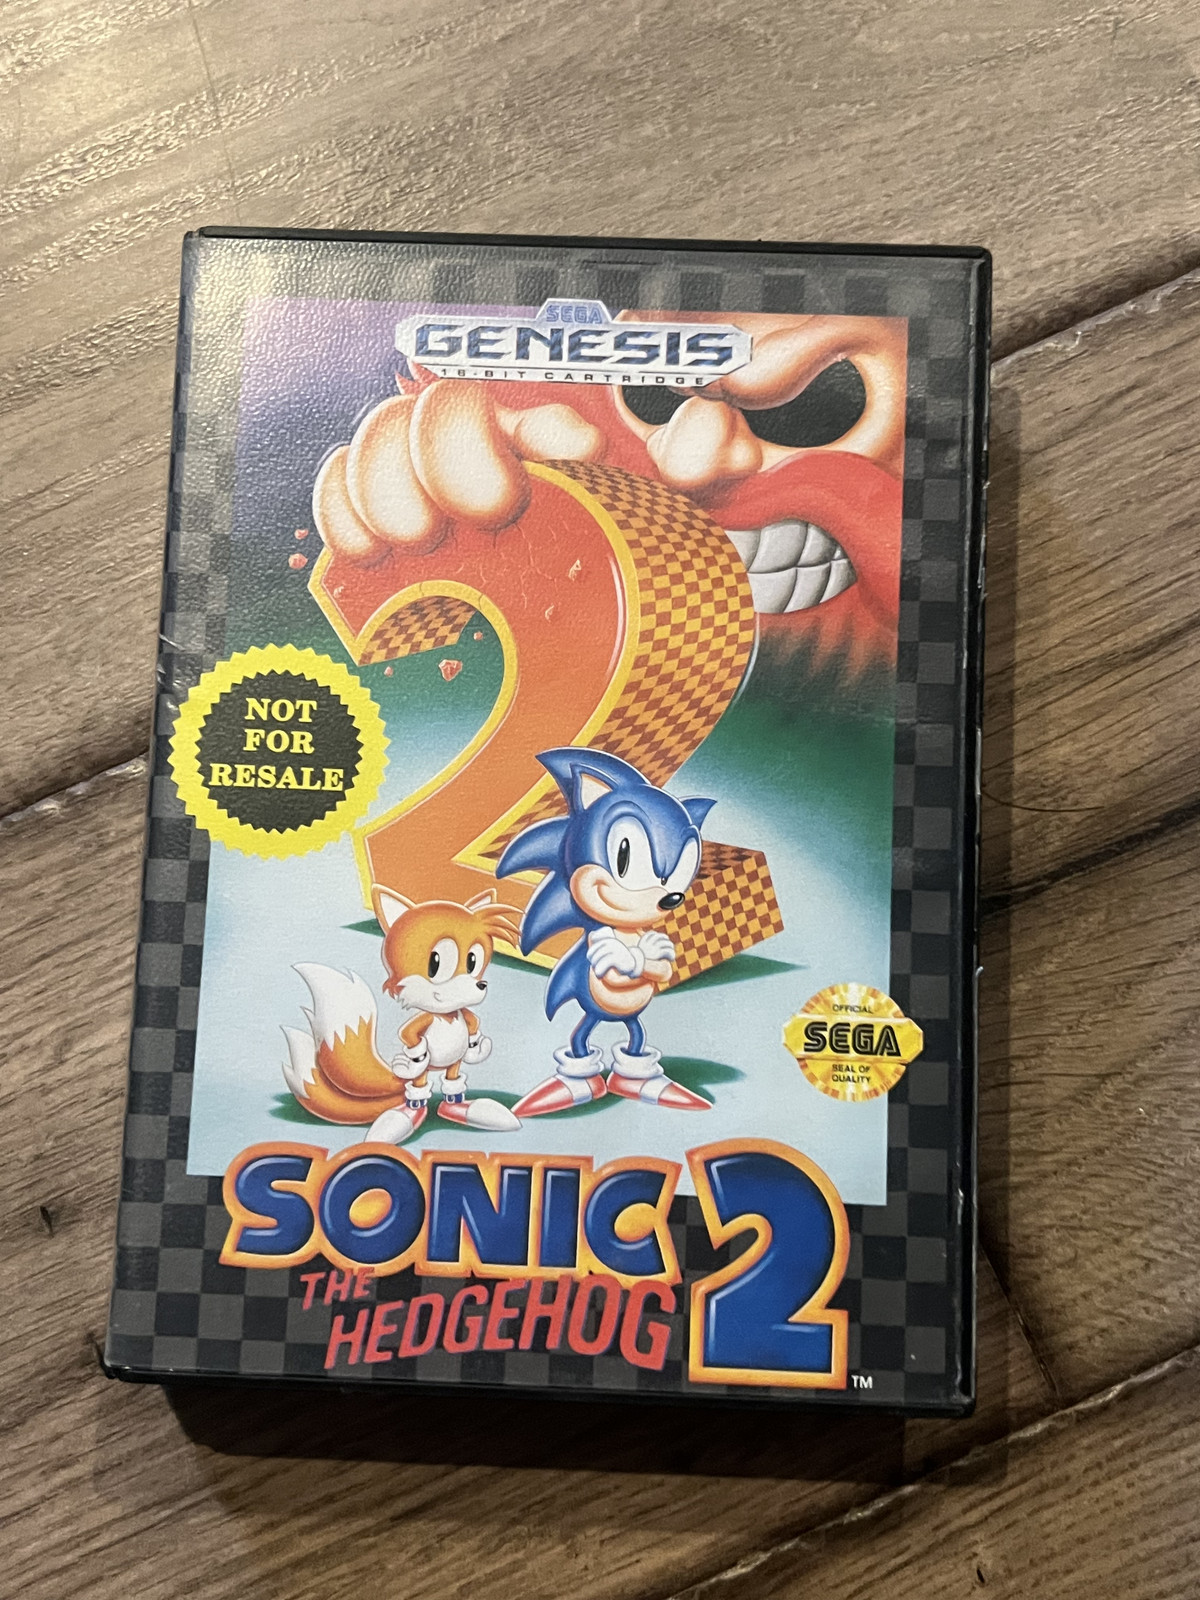 SEGA
GENESIS
16-BIT CARTRIDGE
NOT
FOR
RESALE
OFFICIAL
SEGA
SEAL OF
QUALITY
SONIC
THE
HEDGEHOG
2
TM